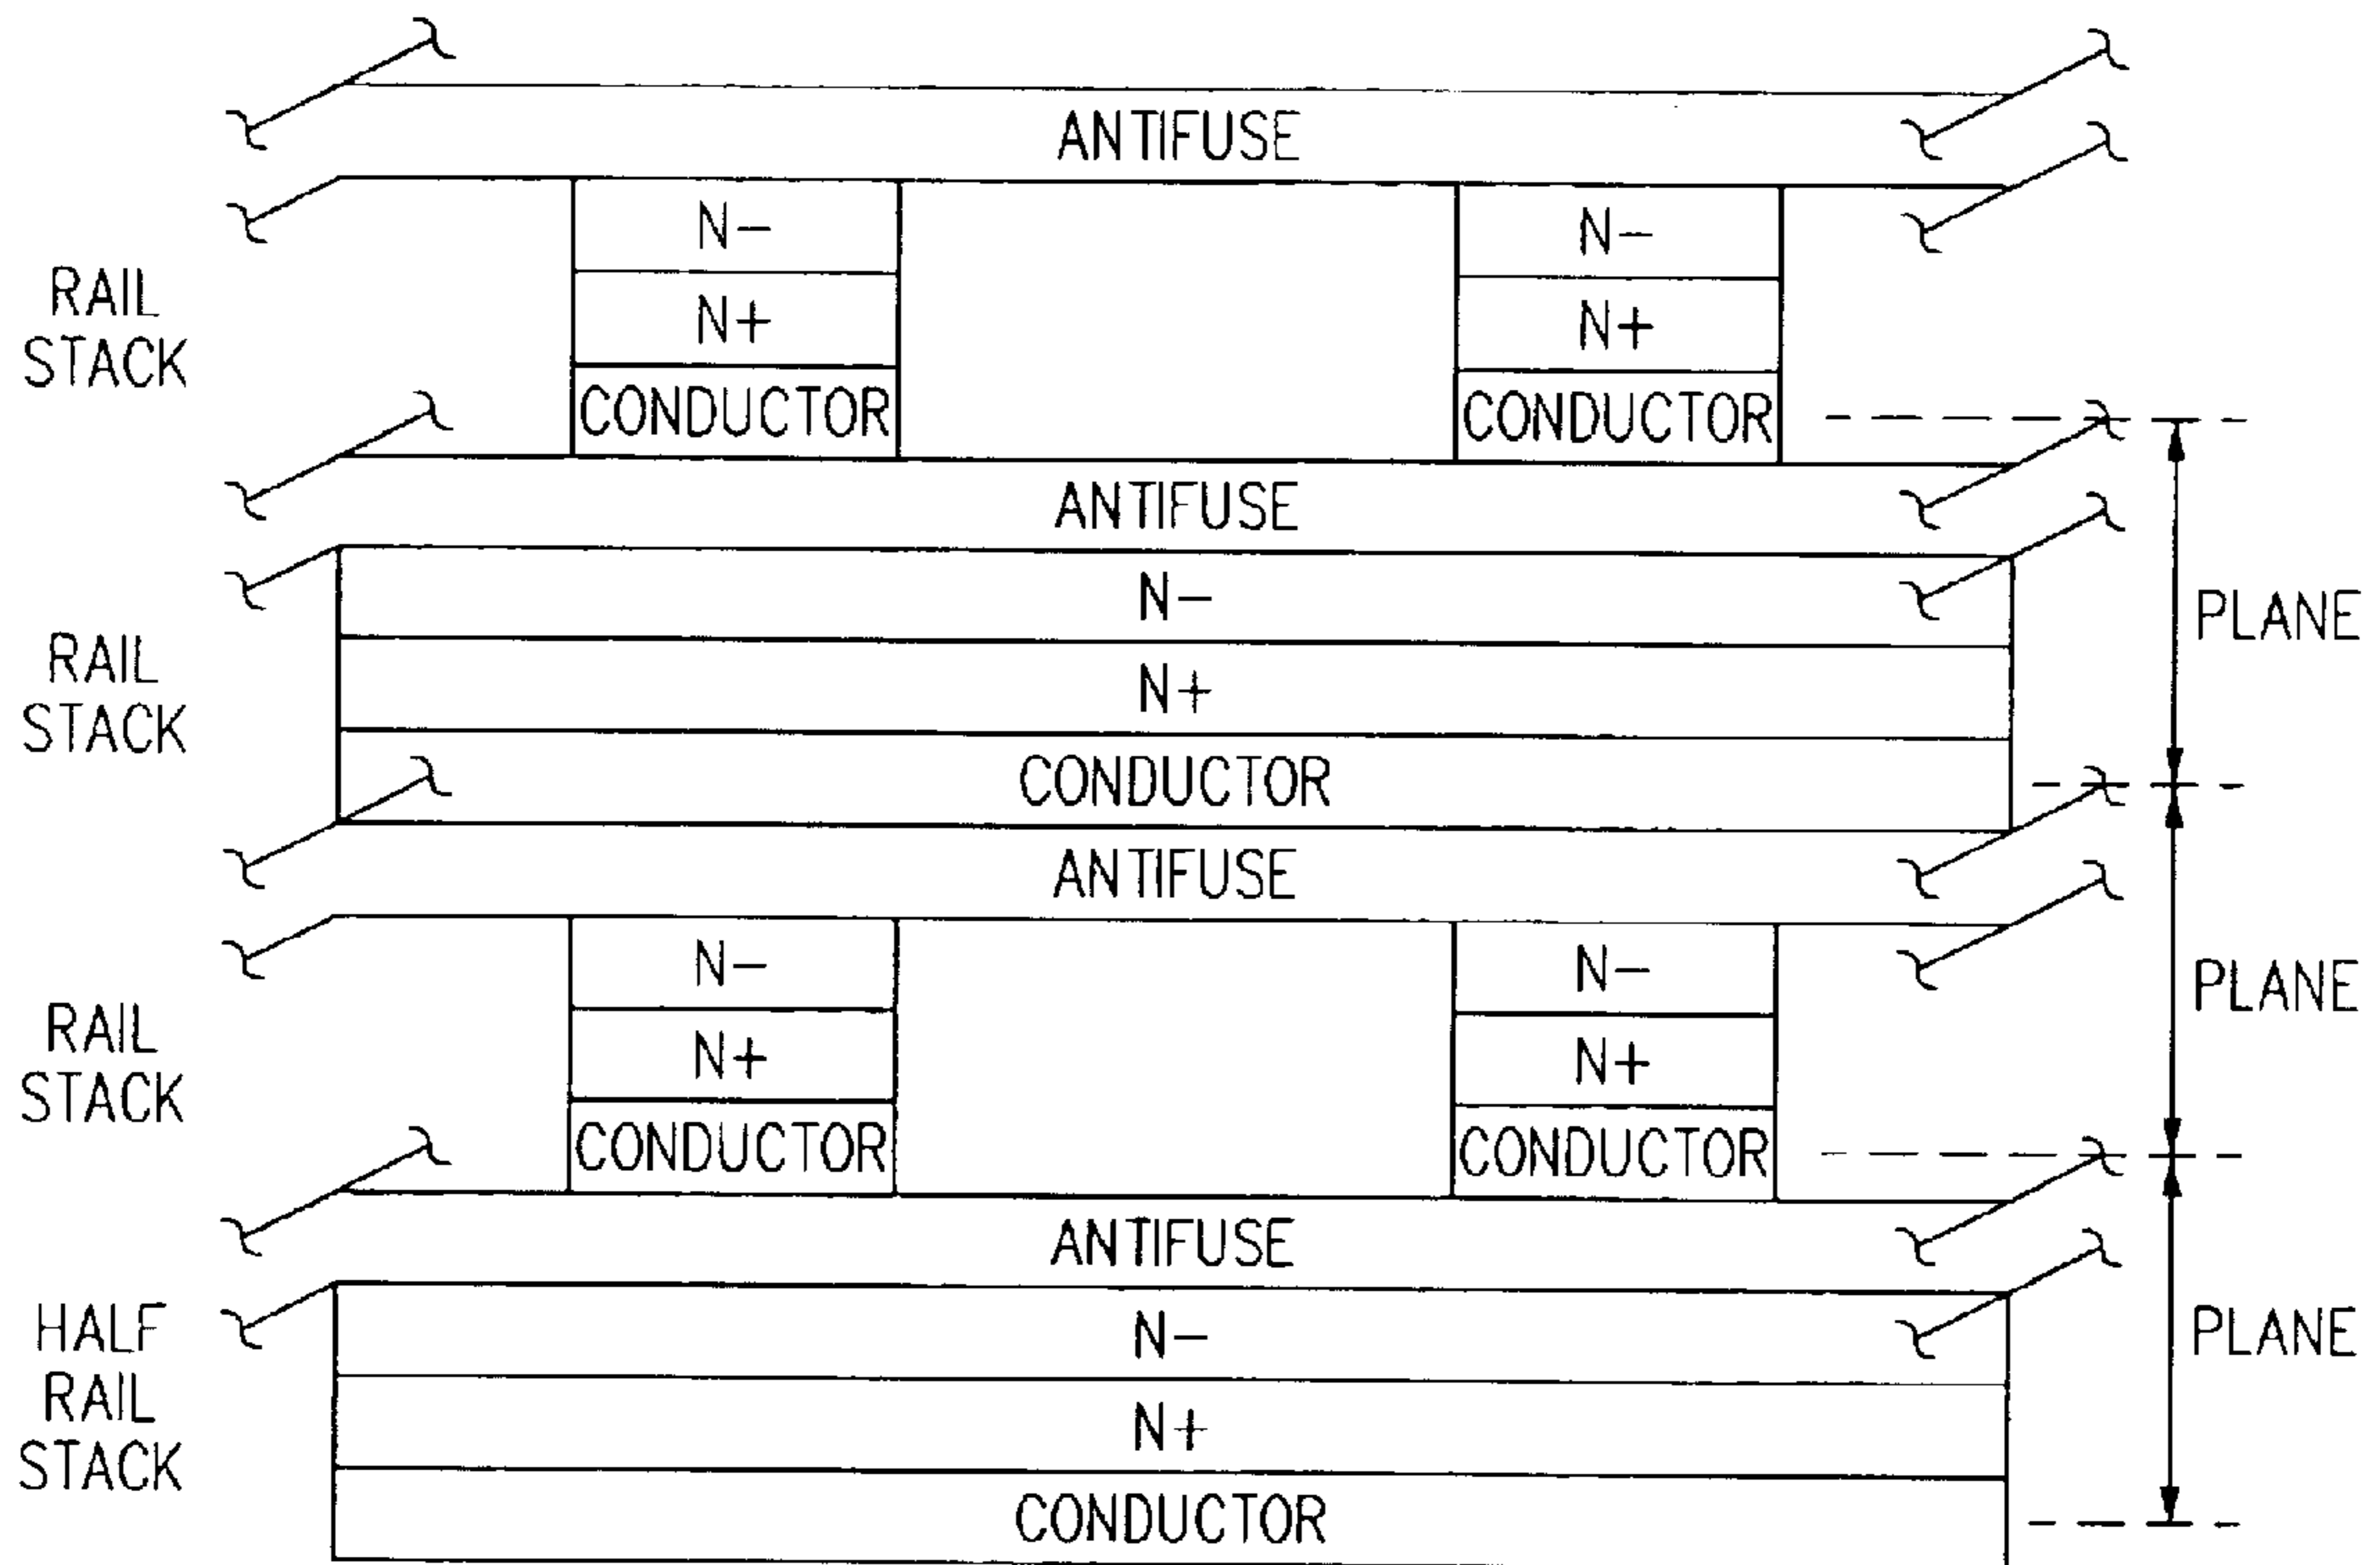 ANTIFUSE
N- N-
RAIL
STACK
N+ N+
CONDUCTOR CONDUCTOR
ANTIFUSE
N-
PLANE
RAIL
STACK
N+
CONDUCTOR
ANTIFUSE
N- N-
PLANE
RAIL
STACK
N+ N+
CONDUCTOR CONDUCTOR
ANTIFUSE
N-
PLANE
HALF
RAIL
STACK
N+
CONDUCTOR